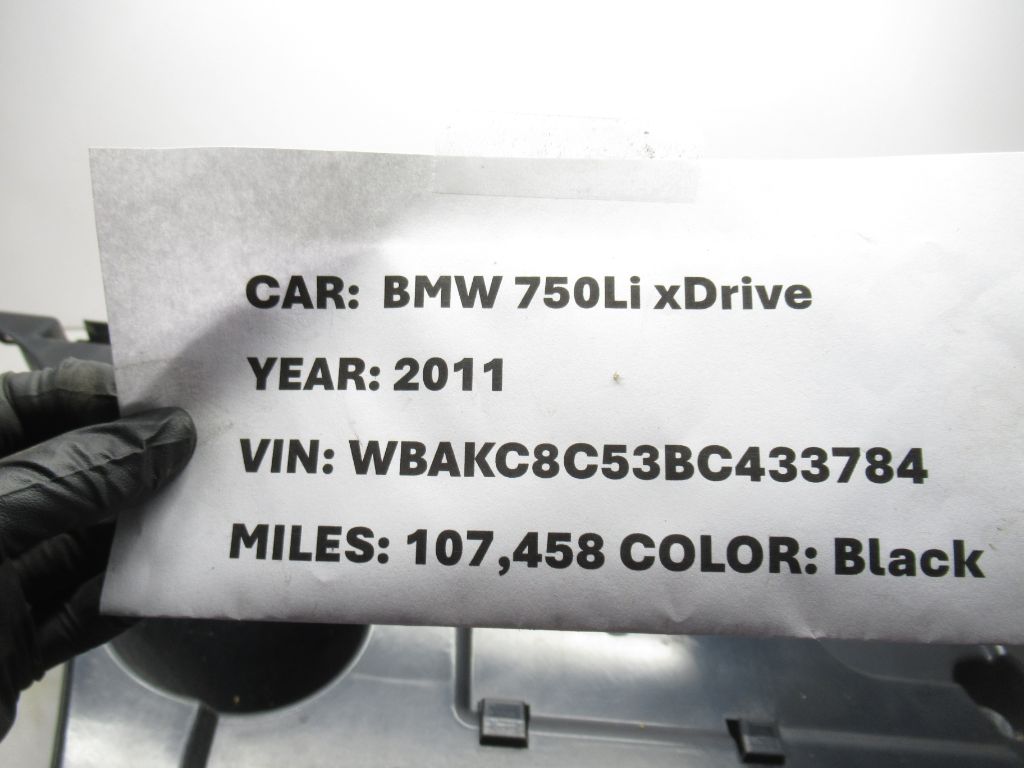 CAR: BMW 750Li xDrive
YEAR: 2011
VIN: WBAKC8C53BC433784
MILES: 107,458 COLOR: Black